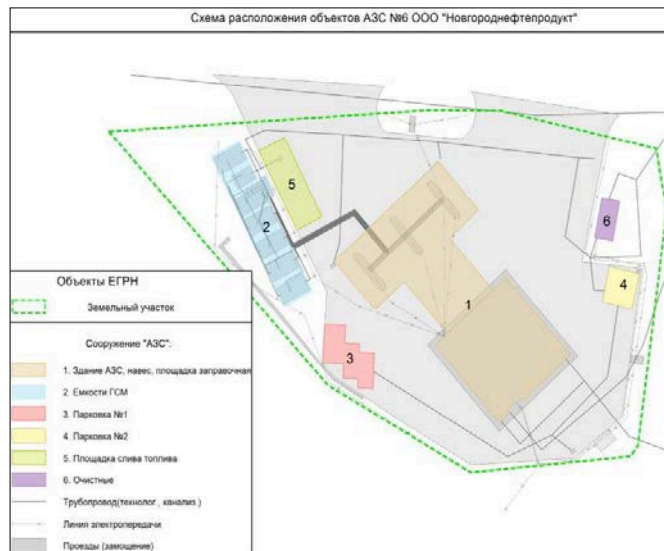 Схема расположения объектов АЗС №6 ООО "Новгороднефтепродукт"
5
2
6
4
1
3
Объекты ЕГРН
Земельный участок
Сооружение "АЗС":
1. Здание АЗС, навес, площадка заправочная
2. Емкости ГСМ
3. Парковка №1
4. Парковка №2
5. Площадка слива топлива
6. Очистные
Трубопровод(технолог., канализ.)
Линия электропередачи
Проезды (замощение)